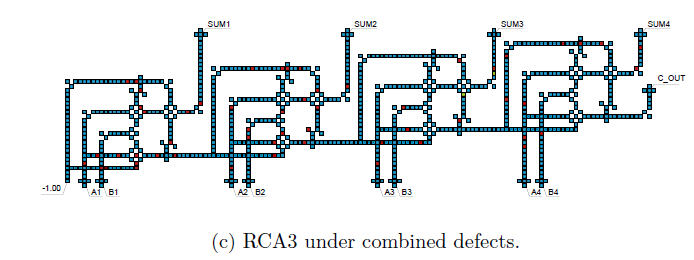 SUM1
SUM2
SUM3
SUM4
C_OUT
-1.00
A1 B1
A2 B2
A3 B3
A4 B4
(c) RCA3 under combined defects.